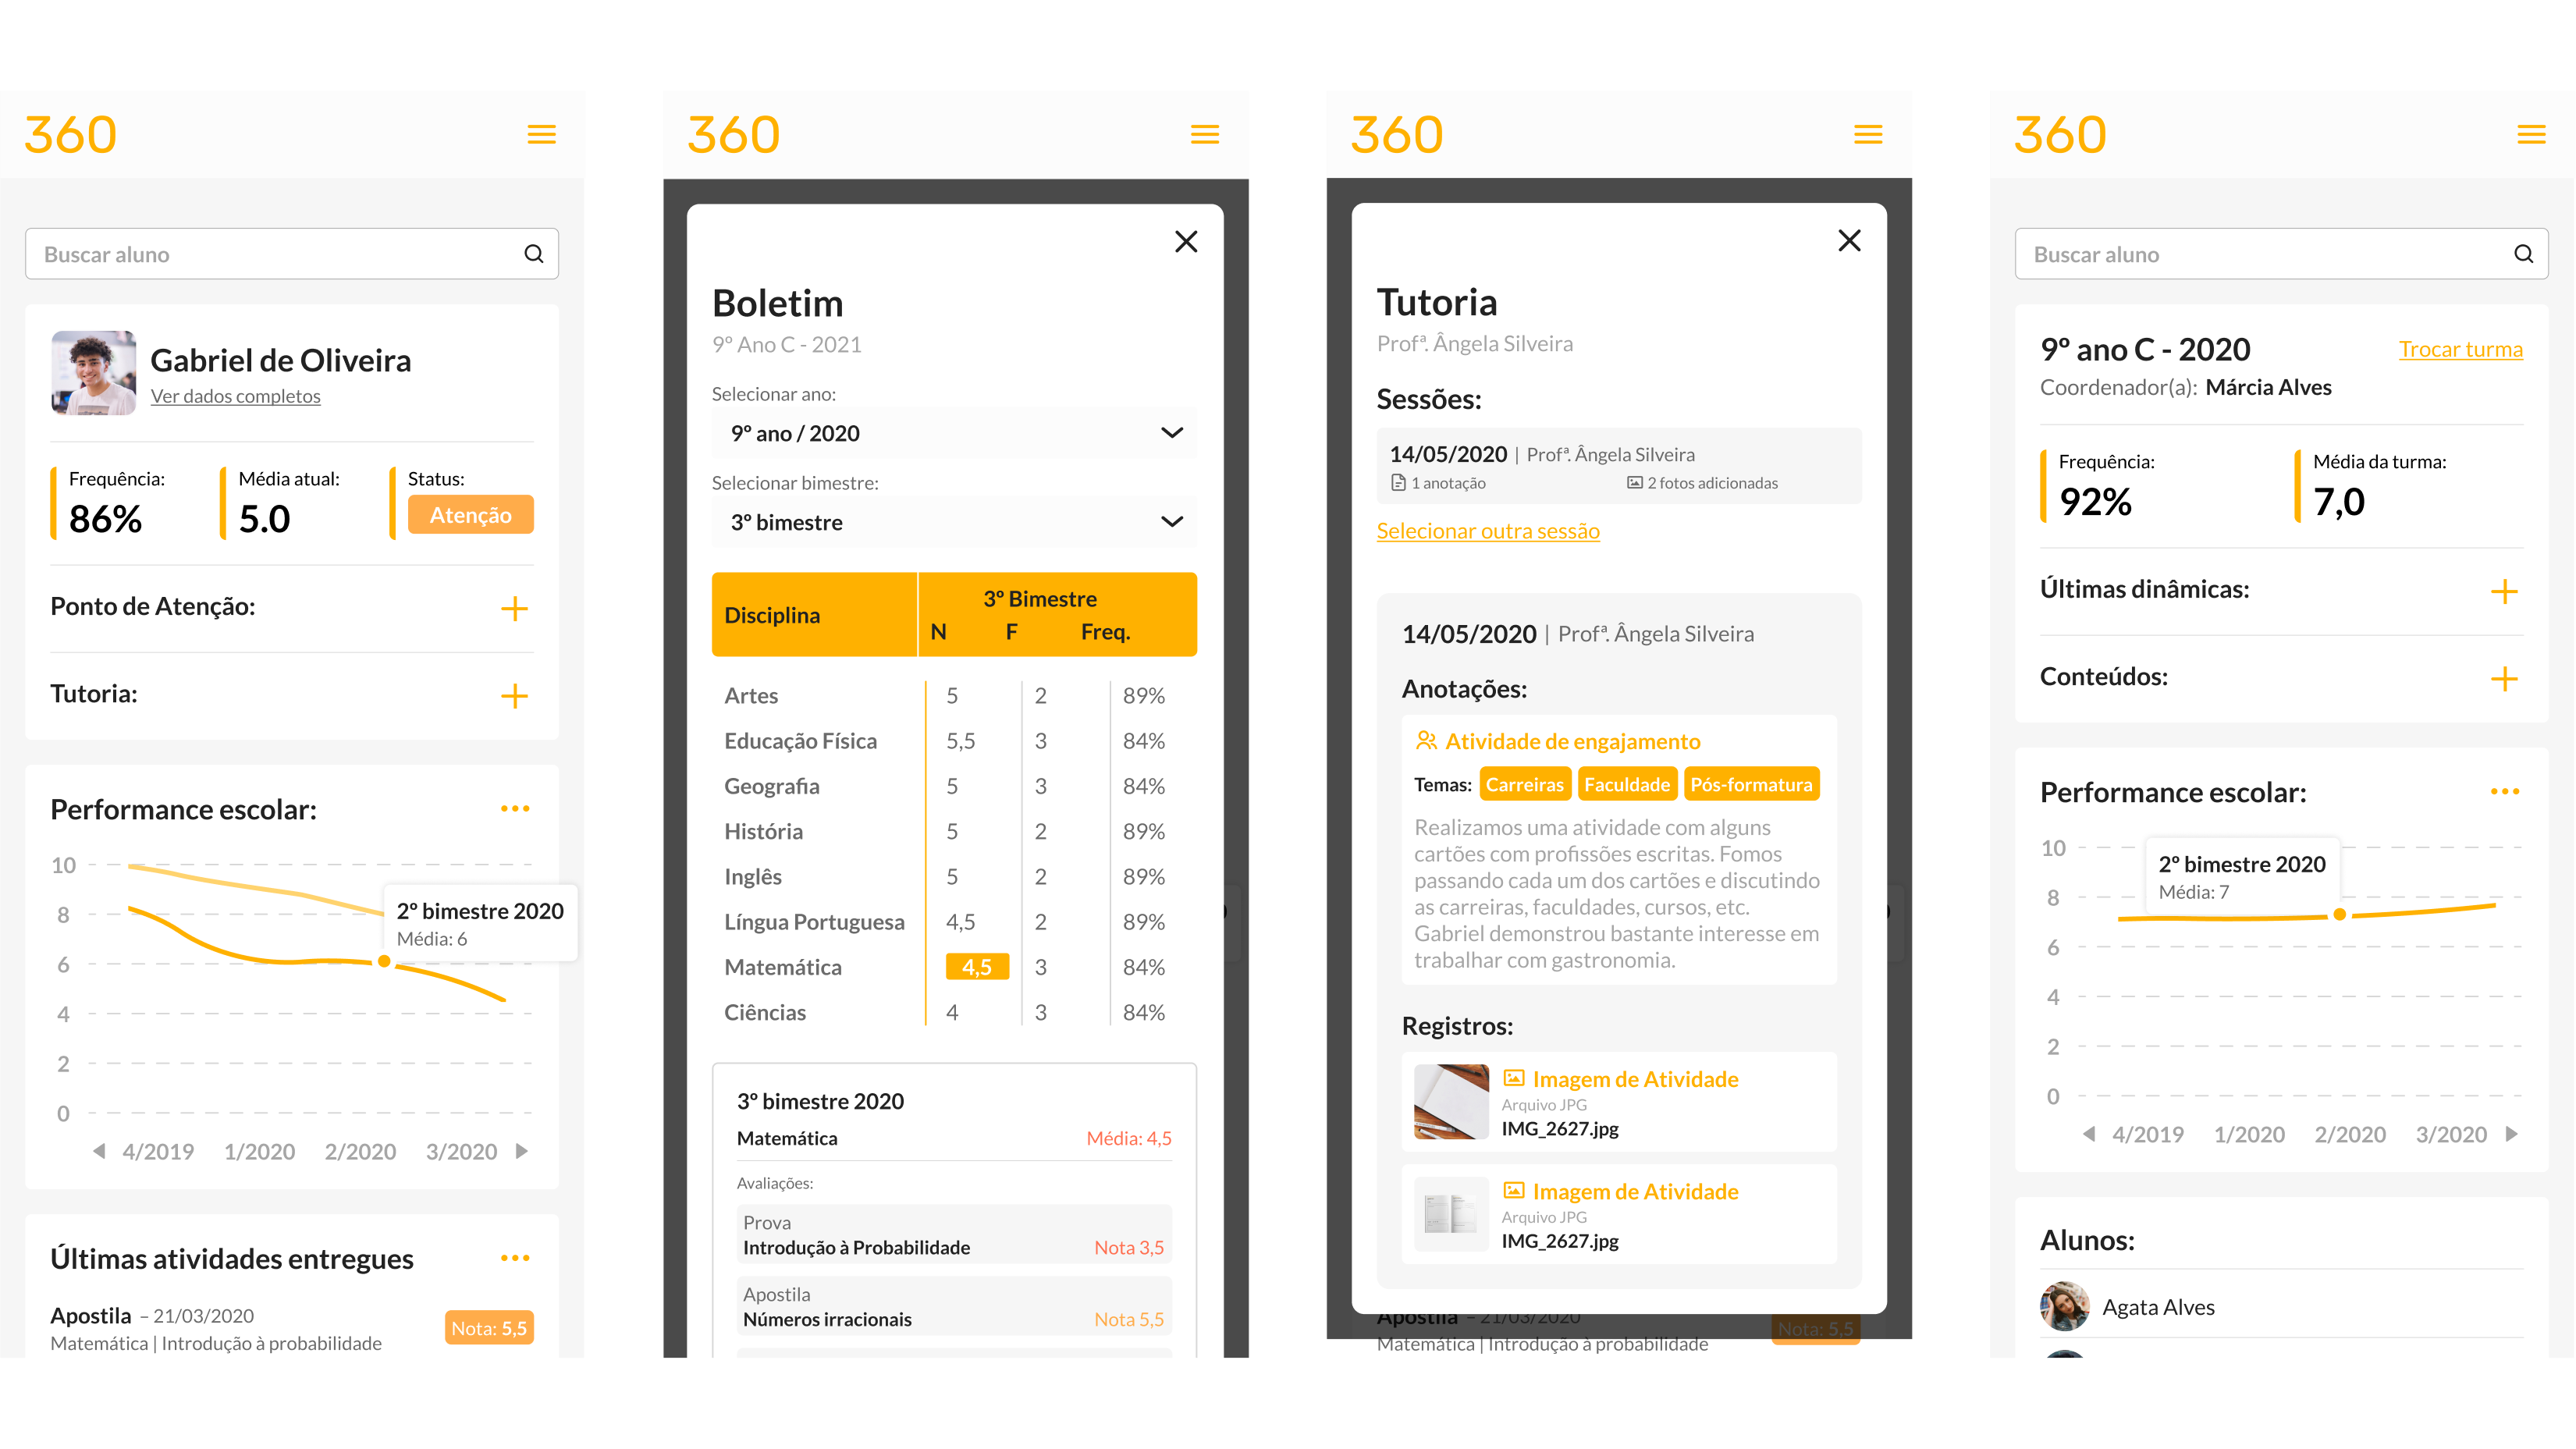 360
Buscar aluno
Gabriel de Oliveira
Ver dados completos
Frequência:
86%
Média atual:
5.0
Status:
Atenção
Ponto de Atenção:
Tutoria:
Performance escolar:
10
8
6
4
2
0
2º bimestre 2020
Média: 6
4/2019 1/2020 2/2020 3/2020
Últimas atividades entregues
Apostila – 21/03/2020
Matemática | Introdução à probabilidade
Nota: 5,5
360
Boletim
9º Ano C - 2021
Selecionar ano:
9º ano / 2020
Selecionar bimestre:
3º bimestre
Disciplina
3º Bimestre
N F Freq.
Artes 5 2 89%
Educação Física 5,5 3 84%
Geografia 5 3 84%
História 5 2 89%
Inglês 5 2 89%
Língua Portuguesa 4,5 2 89%
Matemática 4,5 3 84%
Ciências 4 3 84%
3º bimestre 2020
Matemática Média: 4,5
Avaliações:
Prova
Introdução à Probabilidade Nota 3,5
Apostila
Números irracionais Nota 5,5
360
Tutoria
Profª. Ângela Silveira
Sessões:
14/05/2020 | Profª. Ângela Silveira
1 anotação 2 fotos adicionadas
Selecionar outra sessão
14/05/2020 | Profª. Ângela Silveira
Anotações:
Atividade de engajamento
Temas: Carreiras Faculdade Pós-formatura
Realizamos uma atividade com alguns
cartões com profissões escritas. Fomos
passando cada um dos cartões e discutindo
as carreiras, faculdades, cursos, etc.
Gabriel demonstrou bastante interesse em
trabalhar com gastronomia.
Registros:
Imagem de Atividade
Arquivo JPG
IMG_2627.jpg
Imagem de Atividade
Arquivo JPG
IMG_2627.jpg
Apostila – 21/03/2020
Matemática | Introdução à probabilidade
Nota: 5,5
360
Buscar aluno
9º ano C - 2020
Trocar turma
Coordenador(a): Márcia Alves
Frequência:
92%
Média da turma:
7,0
Últimas dinâmicas:
Conteúdos:
Performance escolar:
10
8
6
4
2
0
2º bimestre 2020
Média: 7
4/2019 1/2020 2/2020 3/2020
Alunos:
Agata Alves